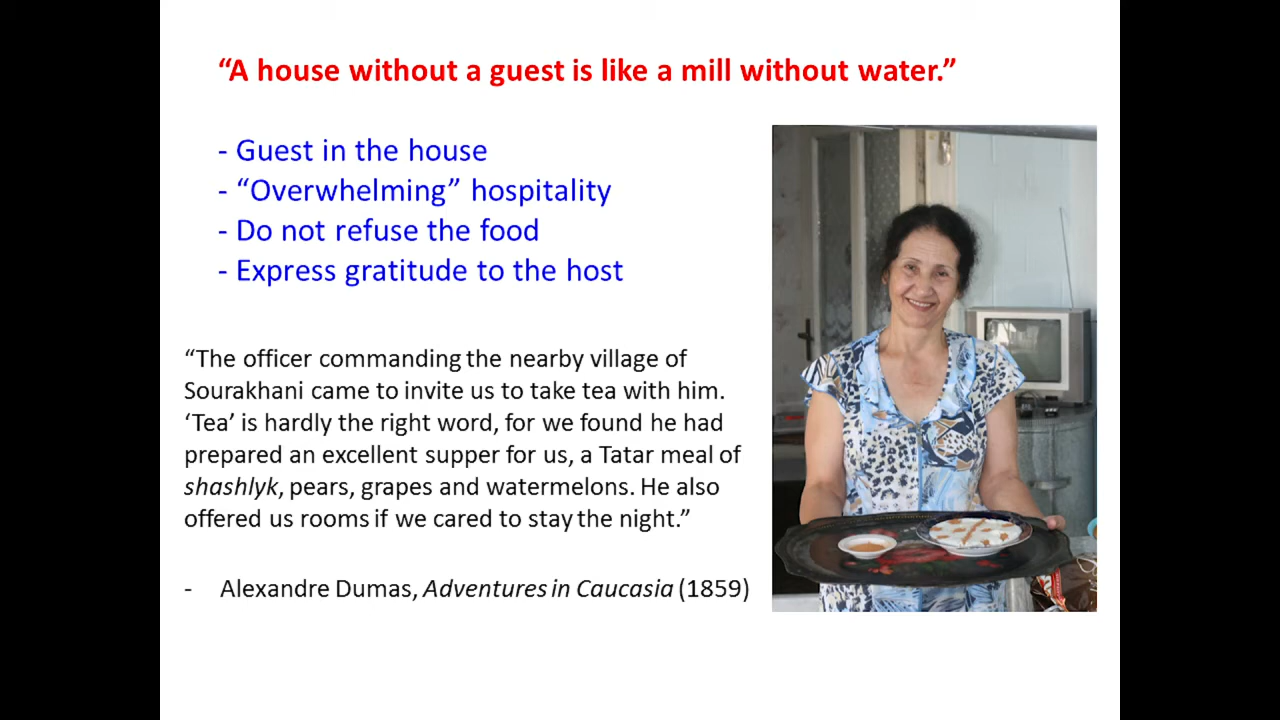 “A house without a guest is like a mill without water.”
- Guest in the house
- “Overwhelming” hospitality
- Do not refuse the food
- Express gratitude to the host
“The officer commanding the nearby village of
Sourakhani came to invite us to take tea with him.
‘Tea’ is hardly the right word, for we found he had
prepared an excellent supper for us, a Tatar meal of
shashlyk, pears, grapes and watermelons. He also
offered us rooms if we cared to stay the night.”
- Alexandre Dumas, Adventures in Caucasia (1859)